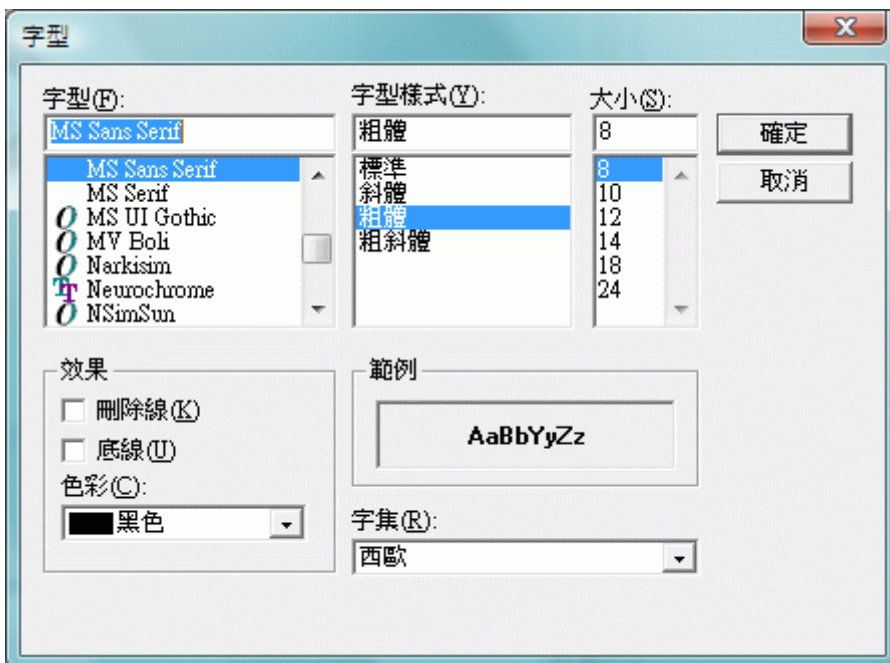 字型
字型(F):
MS Sans Serif
MS Sans Serif
MS Serif
MS UI Gothic
MV Boli
Narkisim
Neurochrome
NSimSun
字型樣式(Y):
粗體
標準
斜體
粗體
粗斜體
大小(S):
8
8
10
12
14
18
24
確定
取消
效果
刪除線(K)
底線(U)
色彩(C):
黑色
範例
AaBbYyZz
字集(R):
西歐